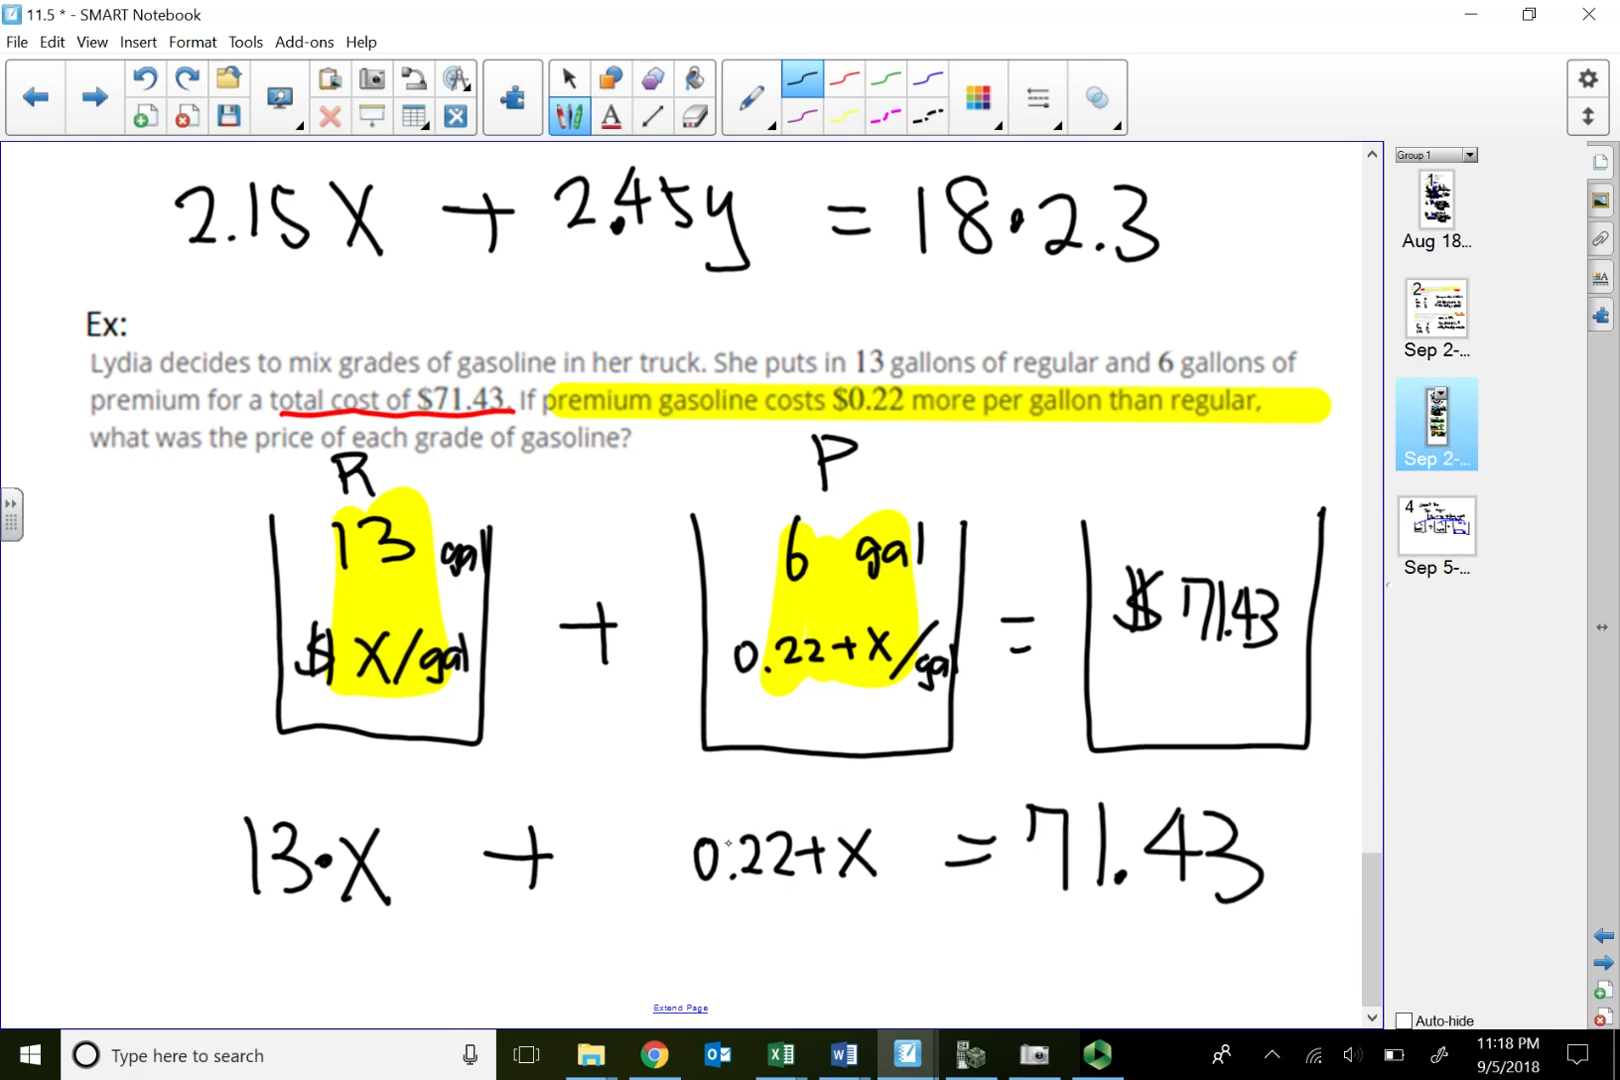 11.5 * - SMART Notebook
File Edit View Insert Format Tools Add-ons Help
2.15X + 2.45y = 18·2.3
Ex:
Lydia decides to mix grades of gasoline in her truck. She puts in 13 gallons of regular and 6 gallons of
premium for a total cost of $71.43. If premium gasoline costs $0.22 more per gallon than regular,
what was the price of each grade of gasoline?
R P
13 gal 6 gal
$ X/gal + 0.22+X/gal = $71.43
13·X + 0.22+X = 71.43
Extend Page
Group 1
1
Aug 18...
2
Sep 2-...
Sep 2-...
4
Sep 5-...
Auto-hide
Type here to search
11:18 PM
9/5/2018